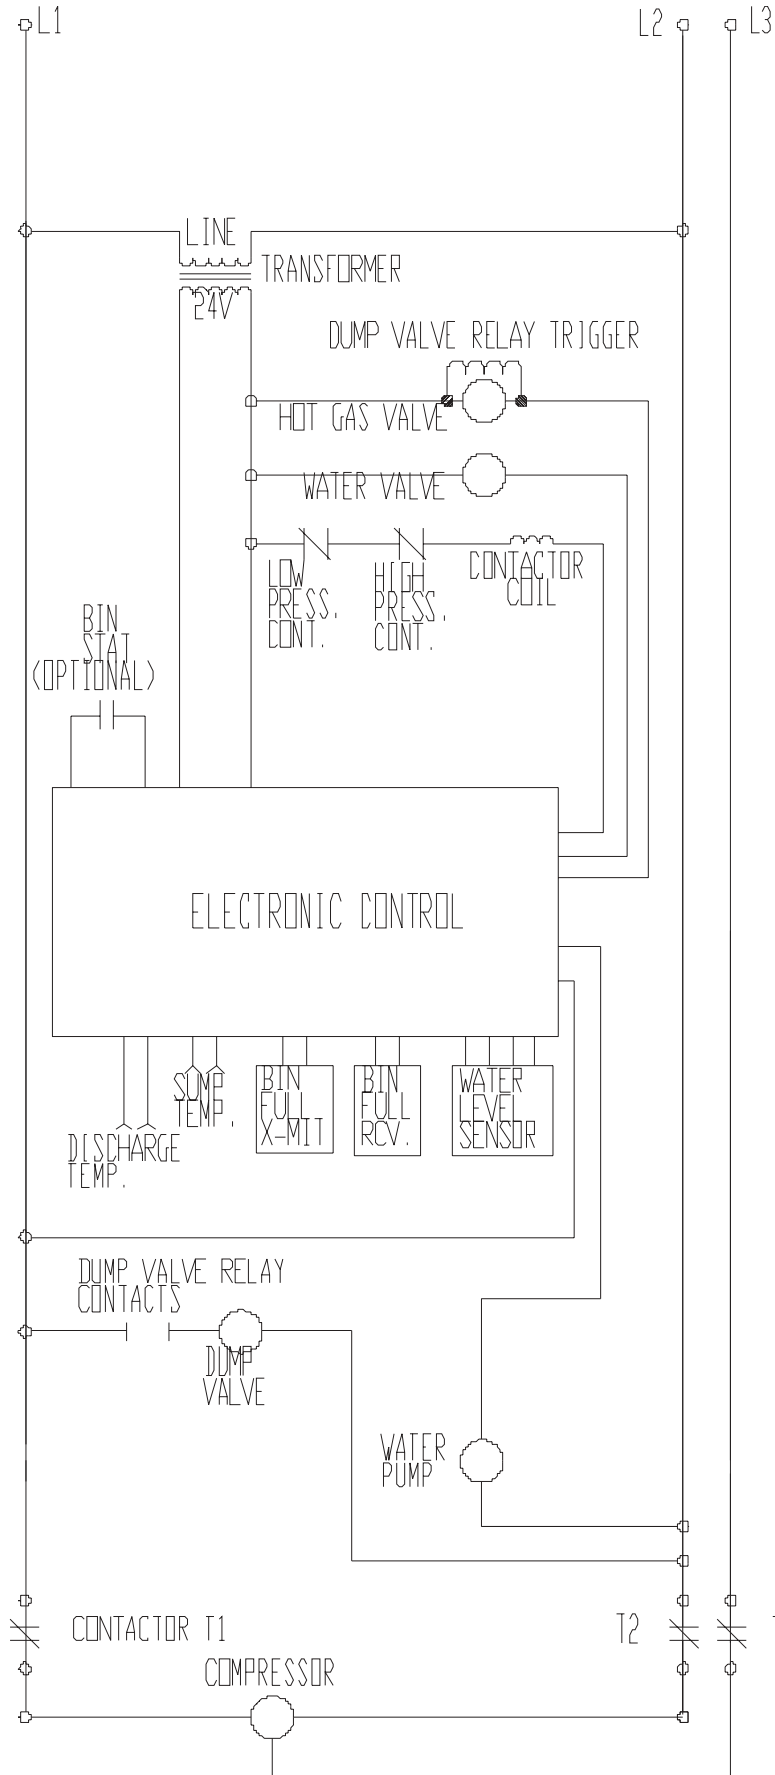 L1
L2
L3
LINE
TRANSFORMER
24V
DUMP VALVE RELAY TRIGGER
HOT GAS VALVE
WATER VALVE
LOW
PRESS.
CONT.
HIGH
PRESS.
CONT.
CONTACTOR
COIL
BIN
STAT
(OPTIONAL)
ELECTRONIC CONTROL
DISCHARGE
TEMP.
SUMP
TEMP.
BIN
FULL
X-MIT
BIN
FULL
RCV.
WATER
LEVEL
SENSOR
DUMP VALVE RELAY
CONTACTS
DUMP
VALVE
WATER
PUMP
CONTACTOR T1
T2
COMPRESSOR